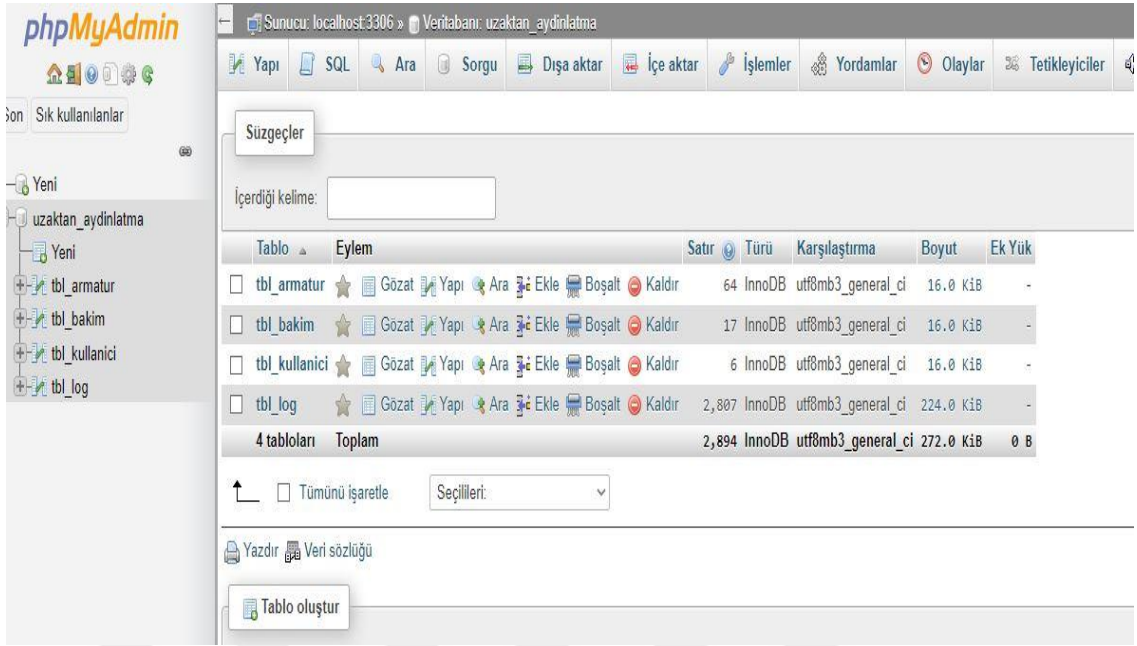 phpMyAdmin
Son Sık kullanılanlar
Yeni
uzaktan_aydinlatma
Yeni
tbl_armatur
tbl_bakim
tbl_kullanici
tbl_log
Sunucu: localhost:3306 » Veritabanı: uzaktan_aydinlatma
Yapı SQL Ara Sorgu Dışa aktar İçe aktar İşlemler Yordamlar Olaylar Tetikleyiciler
Süzgeçler
İçerdiği kelime:
Tablo Eylem Satır Türü Karşılaştırma Boyut Ek Yük
tbl_armatur Gözat Yapı Ara Ekle Boşalt Kaldır 64 InnoDB utf8mb3_general_ci 16.0 KiB -
tbl_bakim Gözat Yapı Ara Ekle Boşalt Kaldır 17 InnoDB utf8mb3_general_ci 16.0 KiB -
tbl_kullanici Gözat Yapı Ara Ekle Boşalt Kaldır 6 InnoDB utf8mb3_general_ci 16.0 KiB -
tbl_log Gözat Yapı Ara Ekle Boşalt Kaldır 2,807 InnoDB utf8mb3_general_ci 224.0 KiB -
4 tabloları Toplam 2,894 InnoDB utf8mb3_general_ci 272.0 KiB 0 B
Tümünü işaretle Seçilileri:
Yazdır Veri sözlüğü
Tablo oluştur